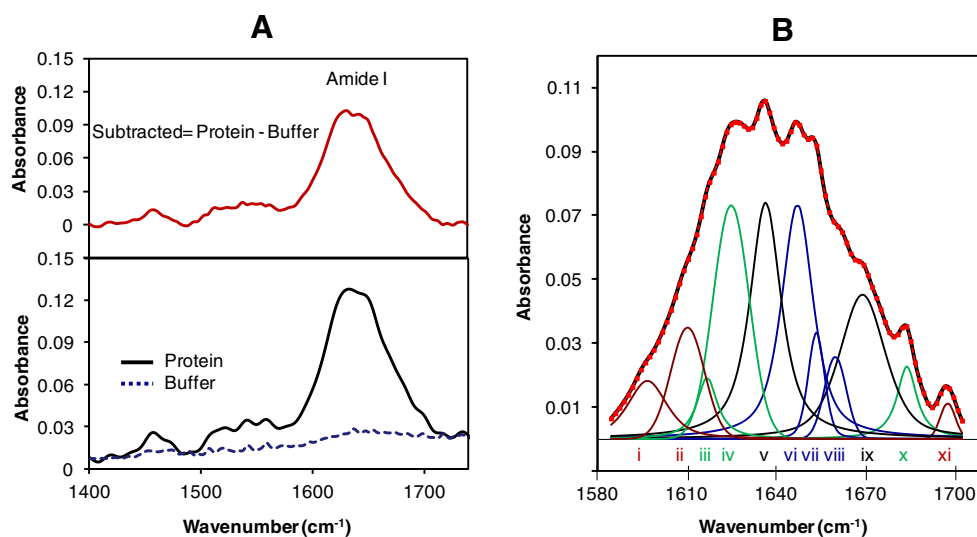 A
0.15
0.12
0.09
0.06
0.03
0
Absorbance
Amide I
Subtracted= Protein - Buffer
0.15
0.12
0.09
0.06
0.03
0
Absorbance
Protein
Buffer
1400 1500 1600 1700
Wavenumber (cm⁻¹)
B
0.11
0.09
0.07
0.05
0.03
0.01
Absorbance
i ii iii iv v vi vii viii ix x xi
1580 1610 1640 1670 1700
Wavenumber (cm⁻¹)